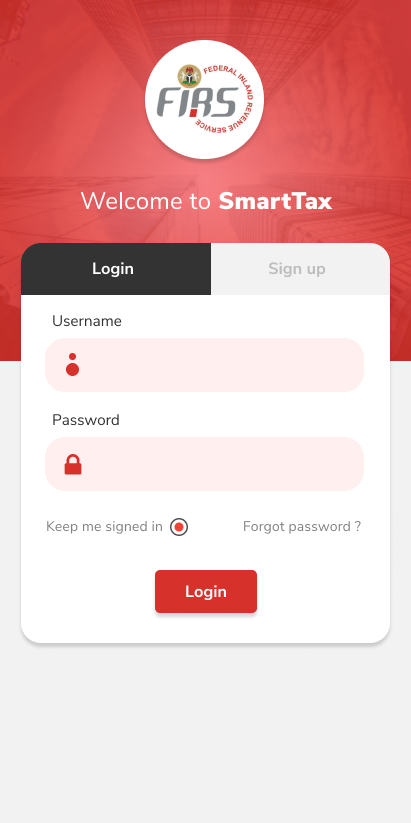 FEDERAL INLAND REVENUE SERVICE
FIRS
Welcome to SmartTax
Login
Sign up
Username
Password
Keep me signed in
Forgot password ?
Login